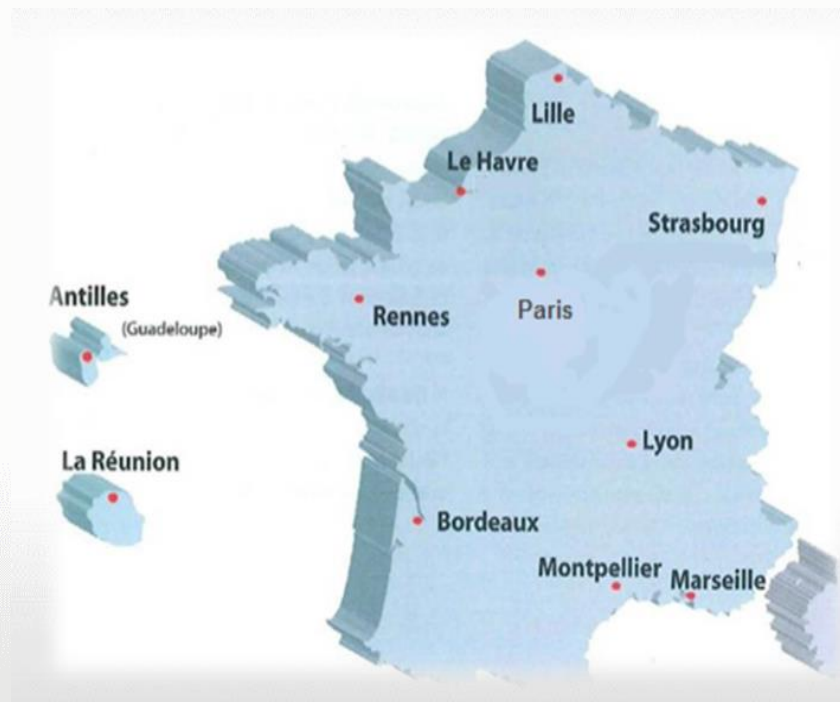 Lille
Le Havre
Strasbourg
Antilles
(Guadeloupe)
Rennes
Paris
Lyon
La Réunion
Bordeaux
Montpellier
Marseille